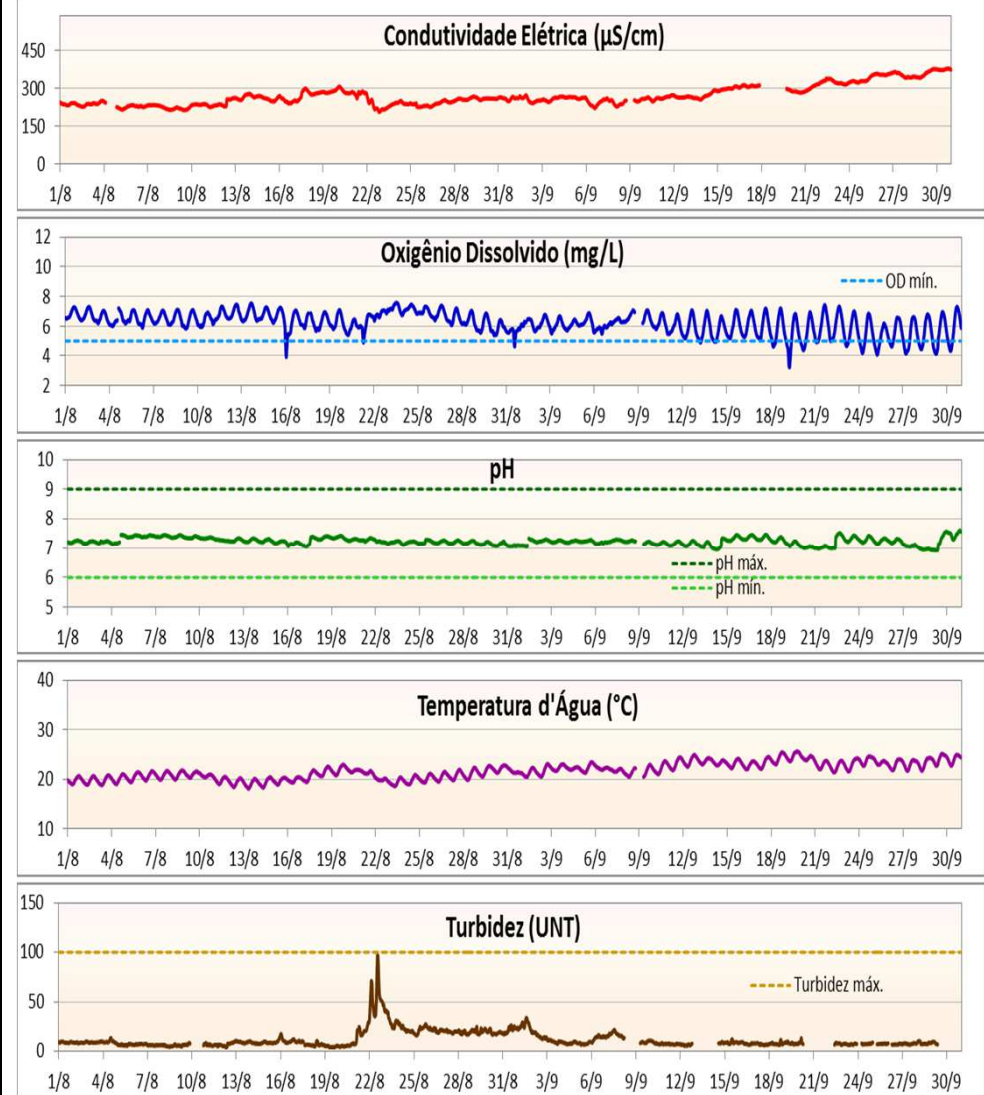 Condutividade Elétrica (µS/cm)
450
300
150
0
1/8 4/8 7/8 10/8 13/8 16/8 19/8 22/8 25/8 28/8 31/8 3/9 6/9 9/9 12/9 15/9 18/9 21/9 24/9 27/9 30/9
Oxigênio Dissolvido (mg/L)
12
10
OD mín.
8
6
4
2
1/8 4/8 7/8 10/8 13/8 16/8 19/8 22/8 25/8 28/8 31/8 3/9 6/9 9/9 12/9 15/9 18/9 21/9 24/9 27/9 30/9
pH
10
9
8
7
pH máx.
6
pH mín.
5
1/8 4/8 7/8 10/8 13/8 16/8 19/8 22/8 25/8 28/8 31/8 3/9 6/9 9/9 12/9 15/9 18/9 21/9 24/9 27/9 30/9
Temperatura d'Água (°C)
40
30
20
10
1/8 4/8 7/8 10/8 13/8 16/8 19/8 22/8 25/8 28/8 31/8 3/9 6/9 9/9 12/9 15/9 18/9 21/9 24/9 27/9 30/9
Turbidez (UNT)
150
100
Turbidez máx.
50
0
1/8 4/8 7/8 10/8 13/8 16/8 19/8 22/8 25/8 28/8 31/8 3/9 6/9 9/9 12/9 15/9 18/9 21/9 24/9 27/9 30/9